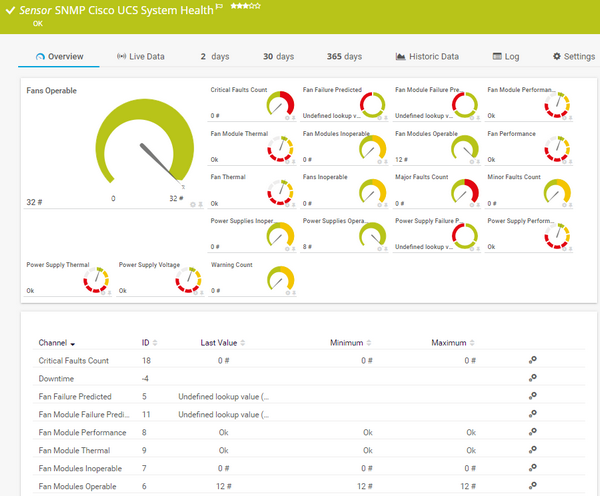 Sensor SNMP Cisco UCS System Health
OK
Overview Live Data 2 days 30 days 365 days Historic Data Log Settings
Fans Operable
32 #
0
32 #
Critical Faults Count
0 #
Fan Failure Predicted
Undefined lookup v...
Fan Module Failure Pre...
Undefined lookup v...
Fan Module Performan...
Ok
Fan Module Thermal
Ok
Fan Modules Inoperable
0 #
Fan Modules Operable
12 #
Fan Performance
Ok
Fan Thermal
Ok
Fans Inoperable
0 #
Major Faults Count
0 #
Minor Faults Count
0 #
Power Supplies Inoper...
0 #
Power Supplies Opera...
8 #
Power Supply Failure P...
Undefined lookup v...
Power Supply Perform...
Ok
Power Supply Thermal
Ok
Power Supply Voltage
Ok
Warning Count
0 #
Channel ID Last Value Minimum Maximum
Critical Faults Count 18 0 # 0 # 0 #
Downtime -4
Fan Failure Predicted 5 Undefined lookup value (...
Fan Module Failure Predi... 11 Undefined lookup value (...
Fan Module Performance 8 Ok Ok Ok
Fan Module Thermal 9 Ok Ok Ok
Fan Modules Inoperable 7 0 # 0 # 0 #
Fan Modules Operable 6 12 # 12 # 12 #